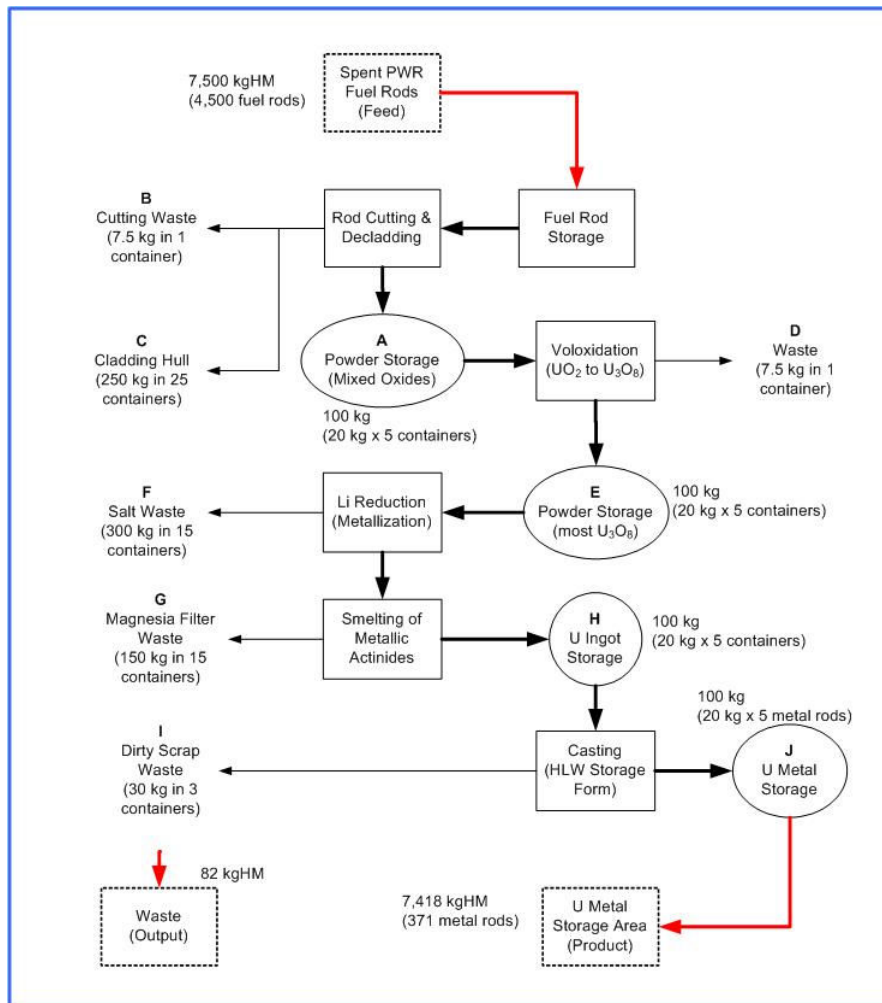 7,500 kgHM
(4,500 fuel rods)
Spent PWR
Fuel Rods
(Feed)
B
Cutting Waste
(7.5 kg in 1
container)
Rod Cutting &
Decladding
Fuel Rod
Storage
C
Cladding Hull
(250 kg in 25
containers)
A
Powder Storage
(Mixed Oxides)
100 kg
(20 kg x 5 containers)
Voloxidation
(UO₂ to U₃O₈)
D
Waste
(7.5 kg in 1
container)
F
Salt Waste
(300 kg in 15
containers)
Li Reduction
(Metallization)
E
Powder Storage
(most U₃O₈)
100 kg
(20 kg x 5 containers)
G
Magnesia Filter
Waste
(150 kg in 15
containers)
Smelting of
Metallic
Actinides
H
U Ingot
Storage
100 kg
(20 kg x 5 containers)
I
Dirty Scrap
Waste
(30 kg in 3
containers)
Casting
(HLW Storage
Form)
100 kg
(20 kg x 5 metal rods)
J
U Metal
Storage
82 kgHM
Waste
(Output)
7,418 kgHM
(371 metal rods)
U Metal
Storage Area
(Product)